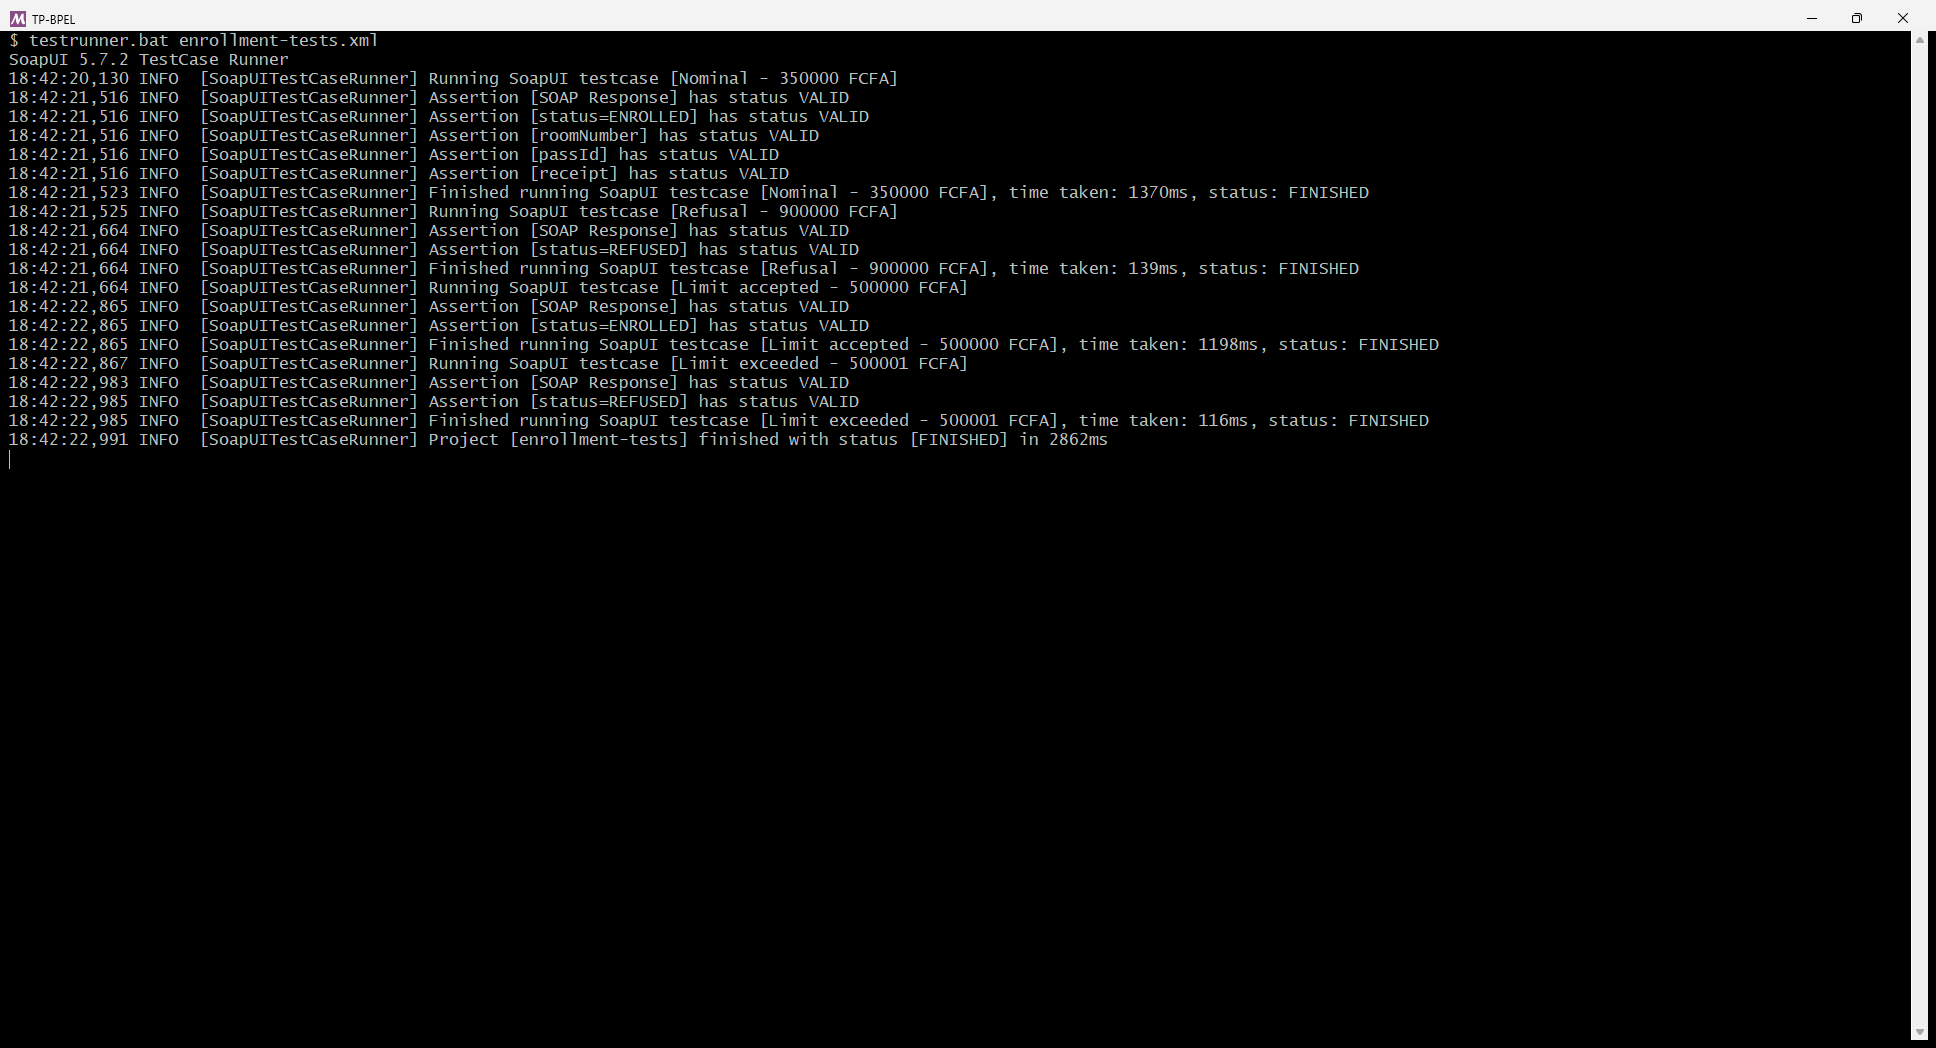 TP-BPEL
$ testrunner.bat enrollment-tests.xml
SoapUI 5.7.2 TestCase Runner
18:42:20,130 INFO  [SoapUITestCaseRunner] Running SoapUI testcase [Nominal - 350000 FCFA]
18:42:21,516 INFO  [SoapUITestCaseRunner] Assertion [SOAP Response] has status VALID
18:42:21,516 INFO  [SoapUITestCaseRunner] Assertion [status=ENROLLED] has status VALID
18:42:21,516 INFO  [SoapUITestCaseRunner] Assertion [roomNumber] has status VALID
18:42:21,516 INFO  [SoapUITestCaseRunner] Assertion [passId] has status VALID
18:42:21,516 INFO  [SoapUITestCaseRunner] Assertion [receipt] has status VALID
18:42:21,523 INFO  [SoapUITestCaseRunner] Finished running SoapUI testcase [Nominal - 350000 FCFA], time taken: 1370ms, status: FINISHED
18:42:21,525 INFO  [SoapUITestCaseRunner] Running SoapUI testcase [Refusal - 900000 FCFA]
18:42:21,664 INFO  [SoapUITestCaseRunner] Assertion [SOAP Response] has status VALID
18:42:21,664 INFO  [SoapUITestCaseRunner] Assertion [status=REFUSED] has status VALID
18:42:21,664 INFO  [SoapUITestCaseRunner] Finished running SoapUI testcase [Refusal - 900000 FCFA], time taken: 139ms, status: FINISHED
18:42:21,664 INFO  [SoapUITestCaseRunner] Running SoapUI testcase [Limit accepted - 500000 FCFA]
18:42:22,865 INFO  [SoapUITestCaseRunner] Assertion [SOAP Response] has status VALID
18:42:22,865 INFO  [SoapUITestCaseRunner] Assertion [status=ENROLLED] has status VALID
18:42:22,865 INFO  [SoapUITestCaseRunner] Finished running SoapUI testcase [Limit accepted - 500000 FCFA], time taken: 1198ms, status: FINISHED
18:42:22,867 INFO  [SoapUITestCaseRunner] Running SoapUI testcase [Limit exceeded - 500001 FCFA]
18:42:22,983 INFO  [SoapUITestCaseRunner] Assertion [SOAP Response] has status VALID
18:42:22,985 INFO  [SoapUITestCaseRunner] Assertion [status=REFUSED] has status VALID
18:42:22,985 INFO  [SoapUITestCaseRunner] Finished running SoapUI testcase [Limit exceeded - 500001 FCFA], time taken: 116ms, status: FINISHED
18:42:22,991 INFO  [SoapUITestCaseRunner] Project [enrollment-tests] finished with status [FINISHED] in 2862ms